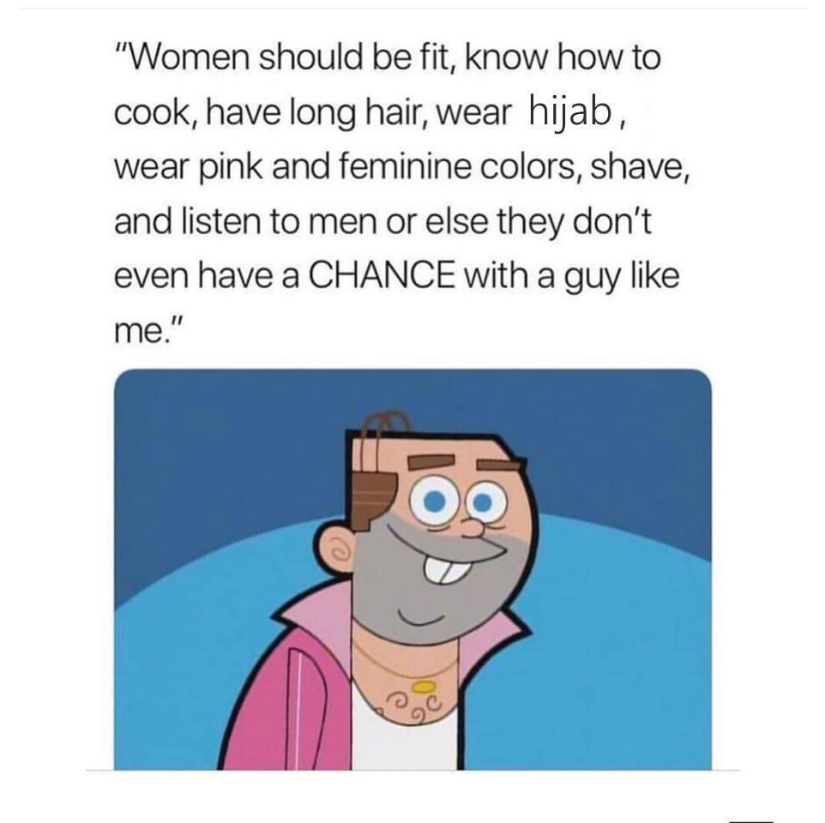 "Women should be fit, know how to
cook, have long hair, wear hijab,
wear pink and feminine colors, shave,
and listen to men or else they don't
even have a CHANCE with a guy like
me."